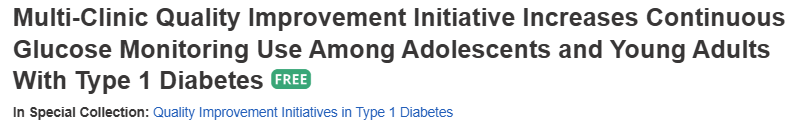 Multi-Clinic Quality Improvement Initiative Increases Continuous
Glucose Monitoring Use Among Adolescents and Young Adults
With Type 1 Diabetes FREE
In Special Collection: Quality Improvement Initiatives in Type 1 Diabetes